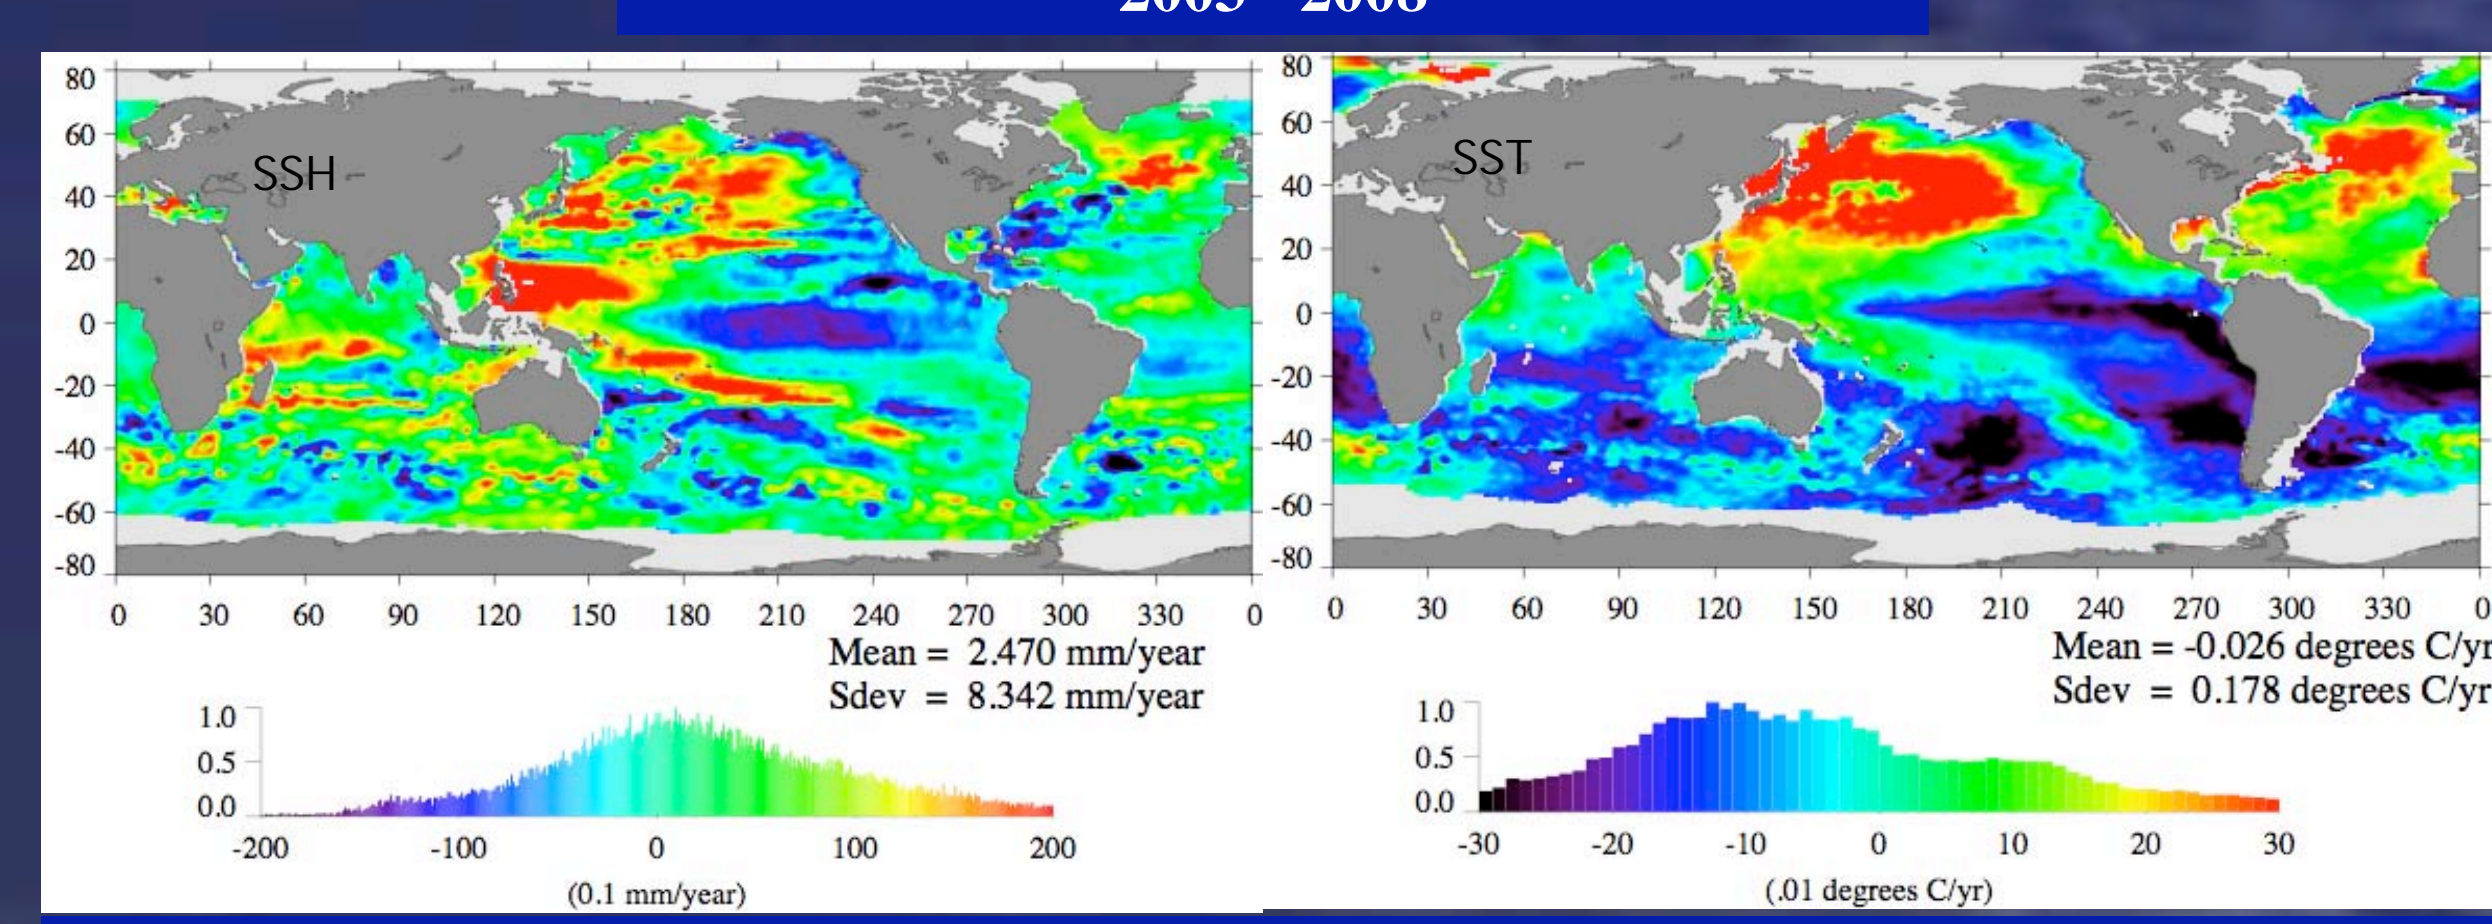 2005 - 2008
SSH
80
60
40
20
0
-20
-40
-60
-80
0 30 60 90 120 150 180 210 240 270 300 330 0
Mean = 2.470 mm/year
Sdev = 8.342 mm/year
1.0
0.5
0.0
-200 -100 0 100 200
(0.1 mm/year)
SST
80
60
40
20
0
-20
-40
-60
-80
0 30 60 90 120 150 180 210 240 270 300 330 0
Mean = -0.026 degrees C/yr
Sdev = 0.178 degrees C/yr
1.0
0.5
0.0
-30 -20 -10 0 10 20 30
(.01 degrees C/yr)